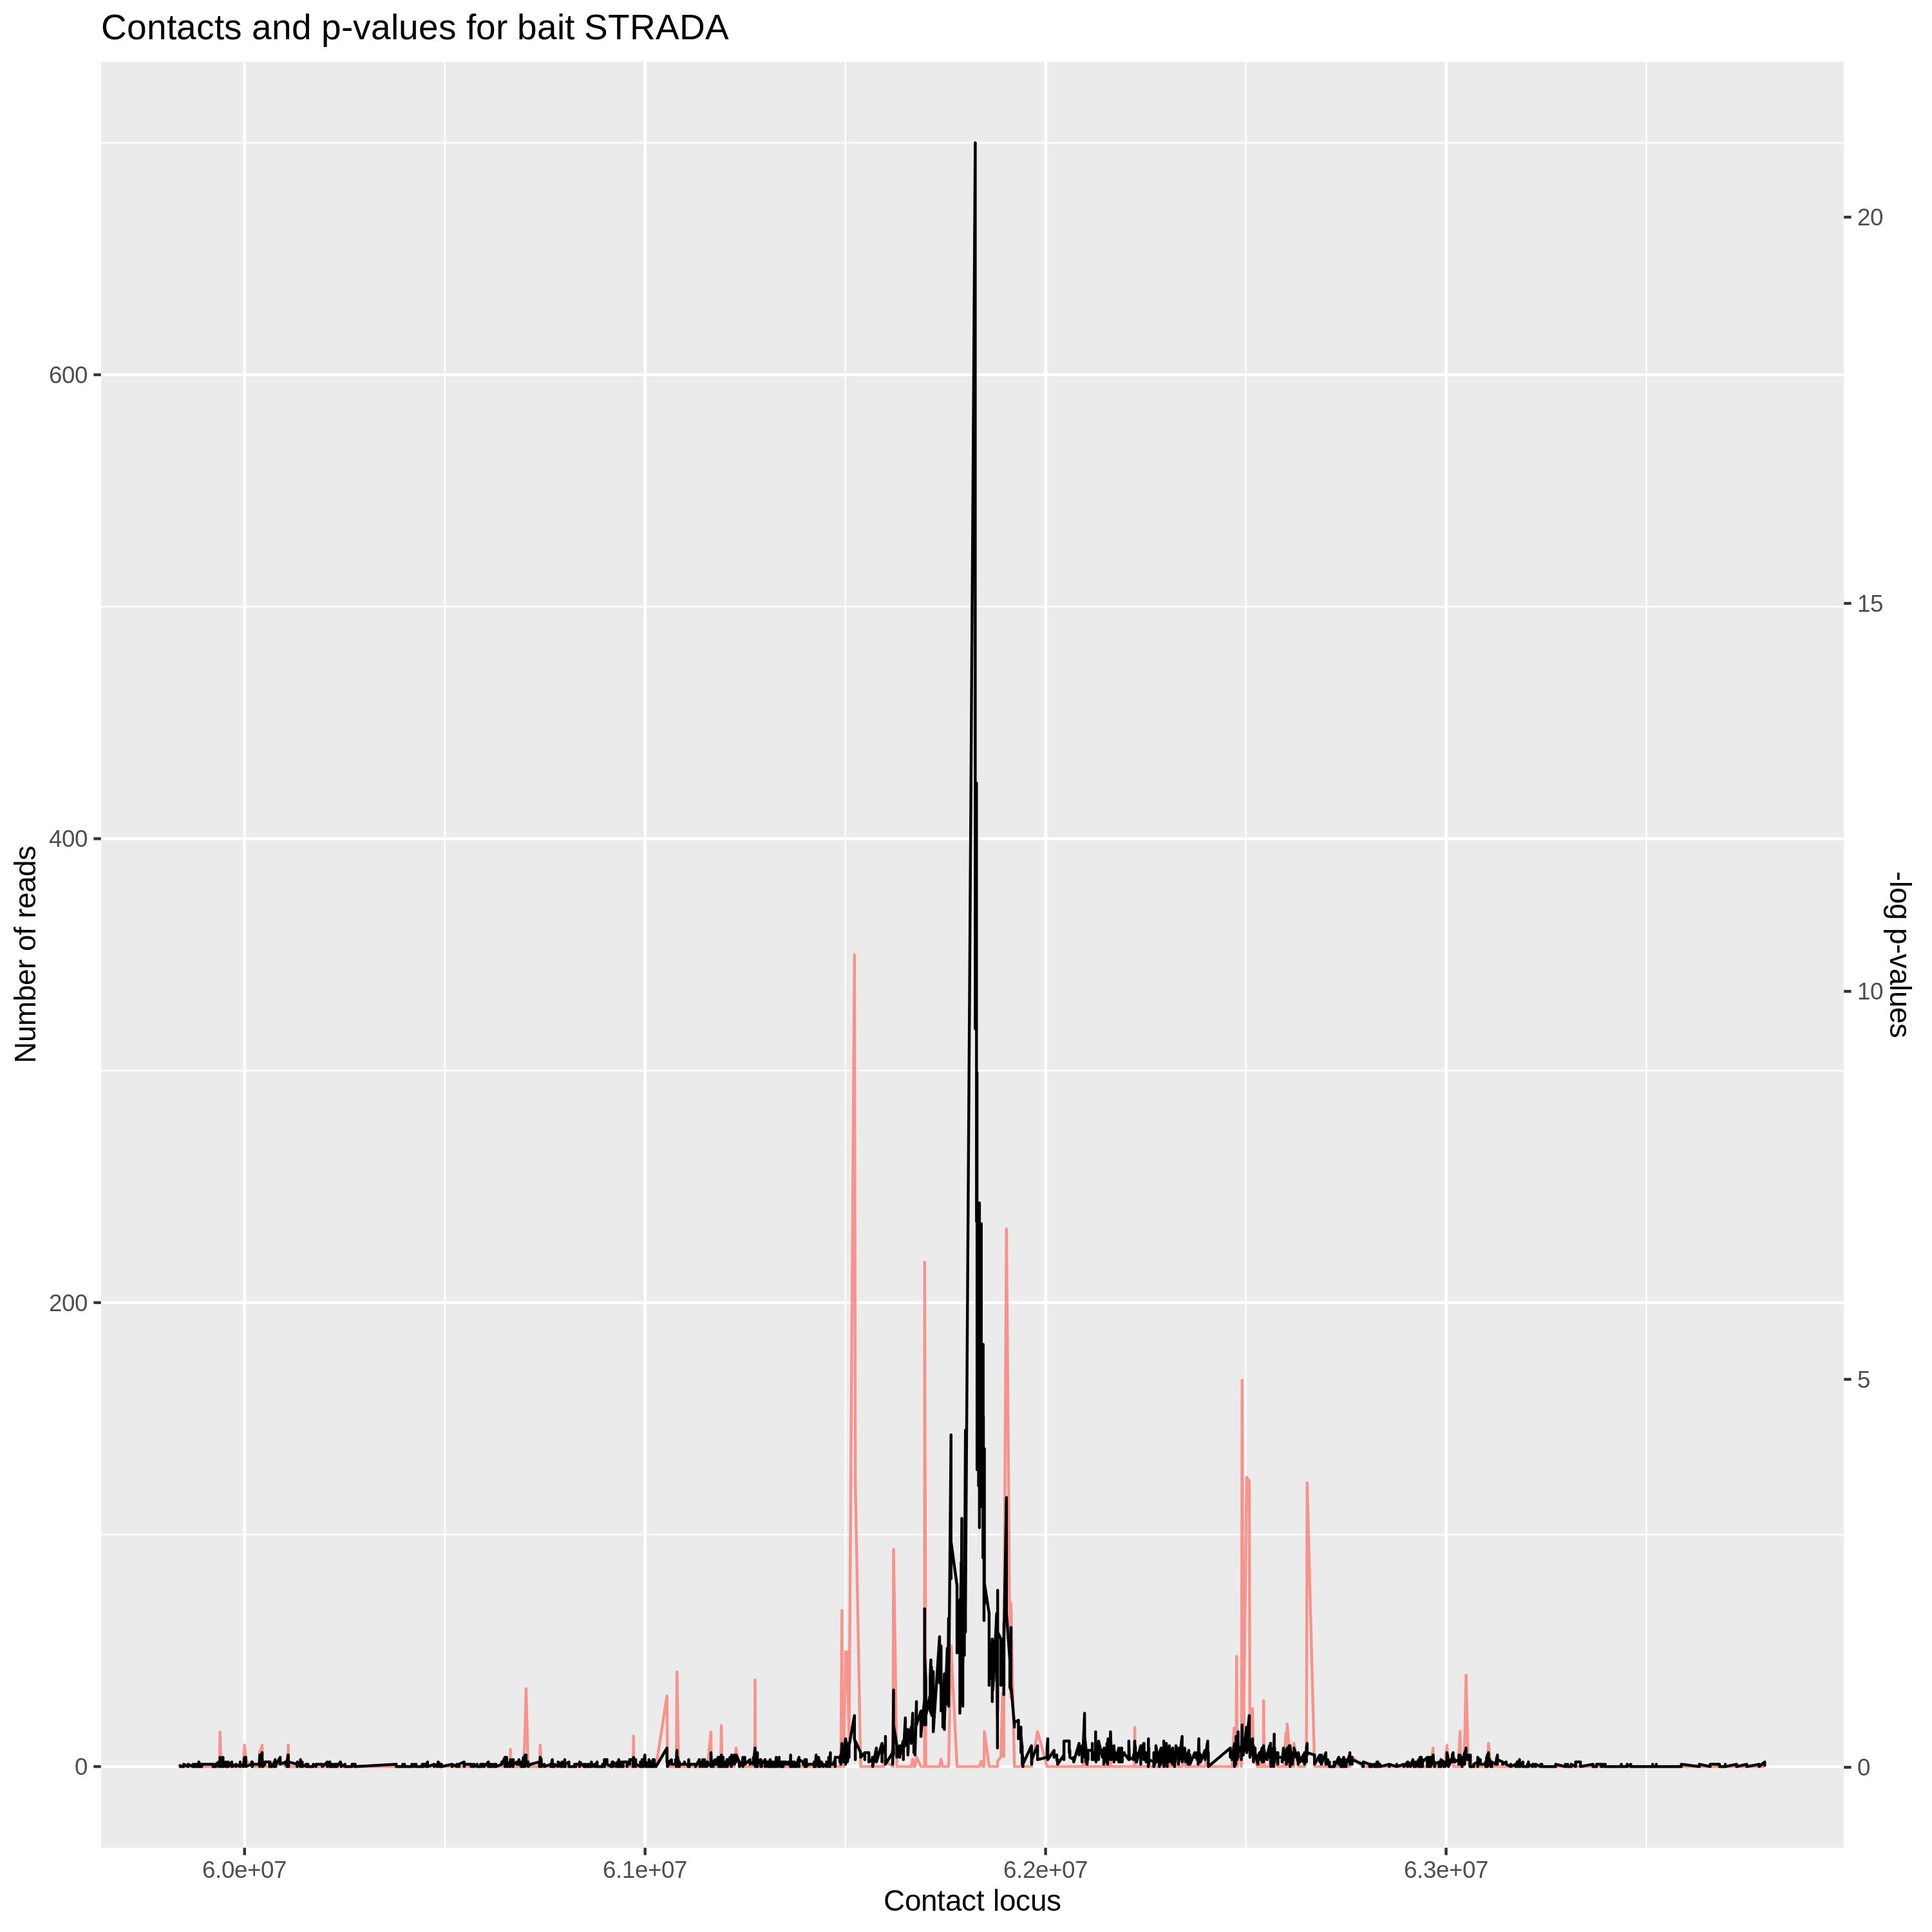 Contacts and p-values for bait STRADA
Number of reads
600
400
200
0
20
15
10
5
0
-log p-values
6.0e+07
6.1e+07
6.2e+07
6.3e+07
Contact locus